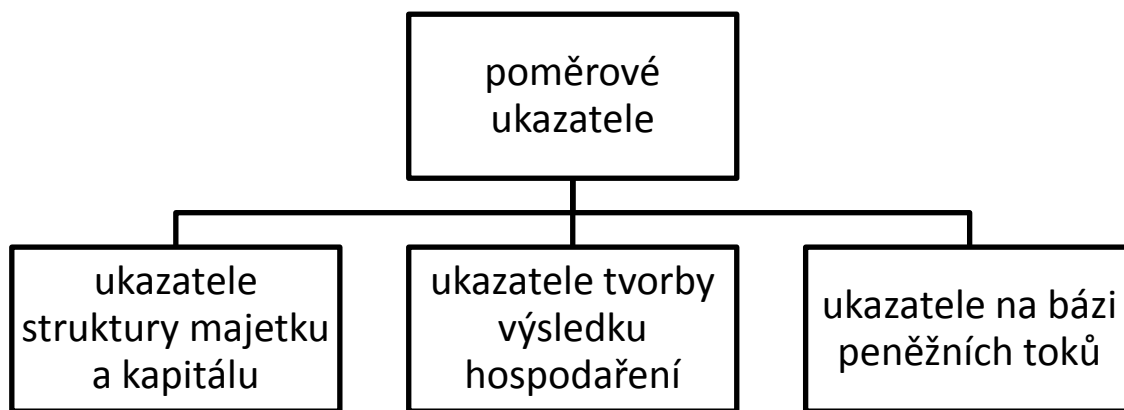 poměrové
ukazatele
ukazatele
struktury majetku
a kapitálu
ukazatele tvorby
výsledku
hospodaření
ukazatele na bázi
peněžních toků